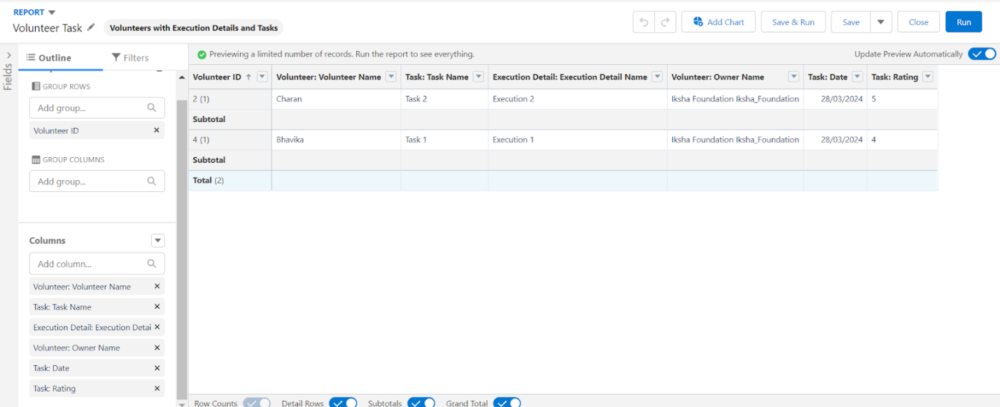 REPORT
Volunteer Task
Volunteers with Execution Details and Tasks
Add Chart
Save & Run
Save
Close
Run
Fields
Outline
Filters
Previewing a limited number of records. Run the report to see everything.
Update Preview Automatically
GROUP ROWS
Add group...
Volunteer ID
GROUP COLUMNS
Add group...
Columns
Add column...
Volunteer: Volunteer Name
Task: Task Name
Execution Detail: Execution Detai
Volunteer: Owner Name
Task: Date
Task: Rating
Volunteer ID Volunteer: Volunteer Name Task: Task Name Execution Detail: Execution Detail Name Volunteer: Owner Name Task: Date Task: Rating
2 (1) Charan Task 2 Execution 2 Iksha Foundation Iksha_Foundation 28/03/2024 5
Subtotal
4 (1) Bhavika Task 1 Execution 1 Iksha Foundation Iksha_Foundation 28/03/2024 4
Subtotal
Total (2)
Row Counts Detail Rows Subtotals Grand Total